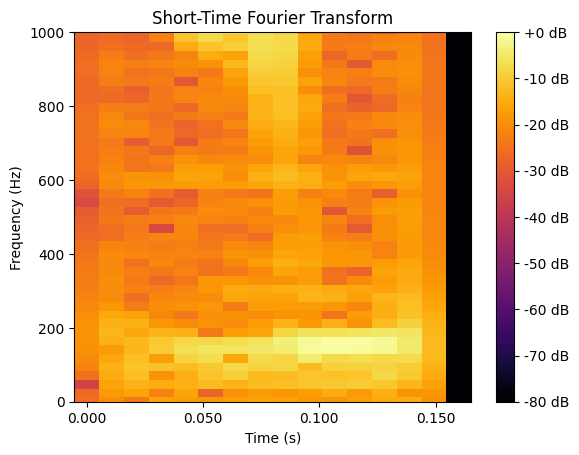 Short-Time Fourier Transform
1000
800
600
400
200
0
Frequency (Hz)
0.000
0.050
0.100
0.150
Time (s)
+0 dB
-10 dB
-20 dB
-30 dB
-40 dB
-50 dB
-60 dB
-70 dB
-80 dB